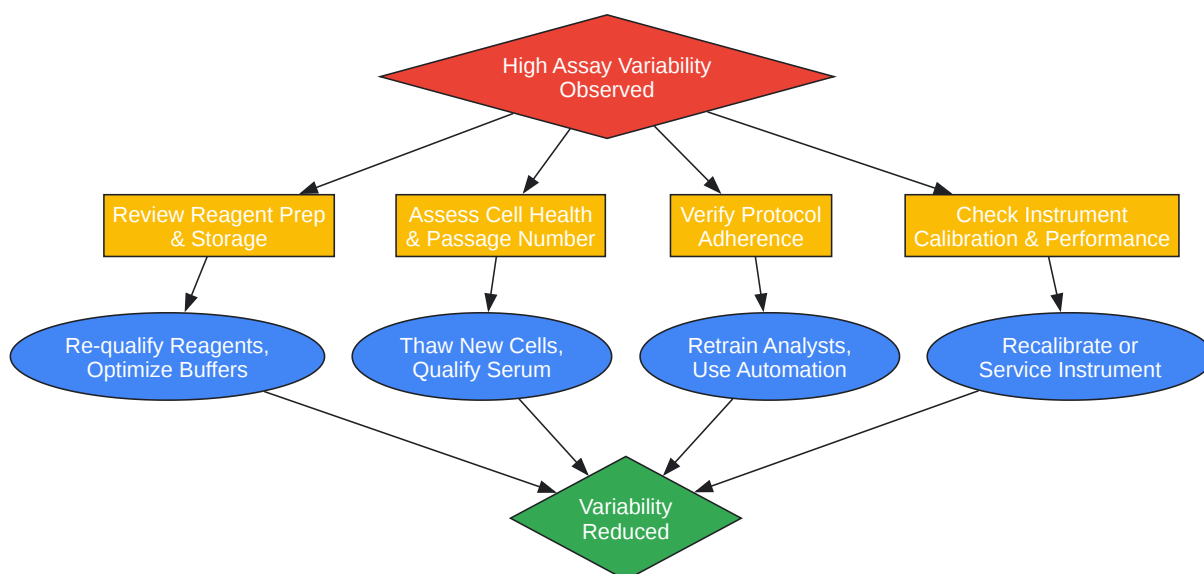 High Assay Variability
Observed
Review Reagent Prep
& Storage
Assess Cell Health
& Passage Number
Verify Protocol
Adherence
Check Instrument
Calibration & Performance
Re-qualify Reagents,
Optimize Buffers
Thaw New Cells,
Qualify Serum
Retrain Analysts,
Use Automation
Recalibrate or
Service Instrument
Variability
Reduced